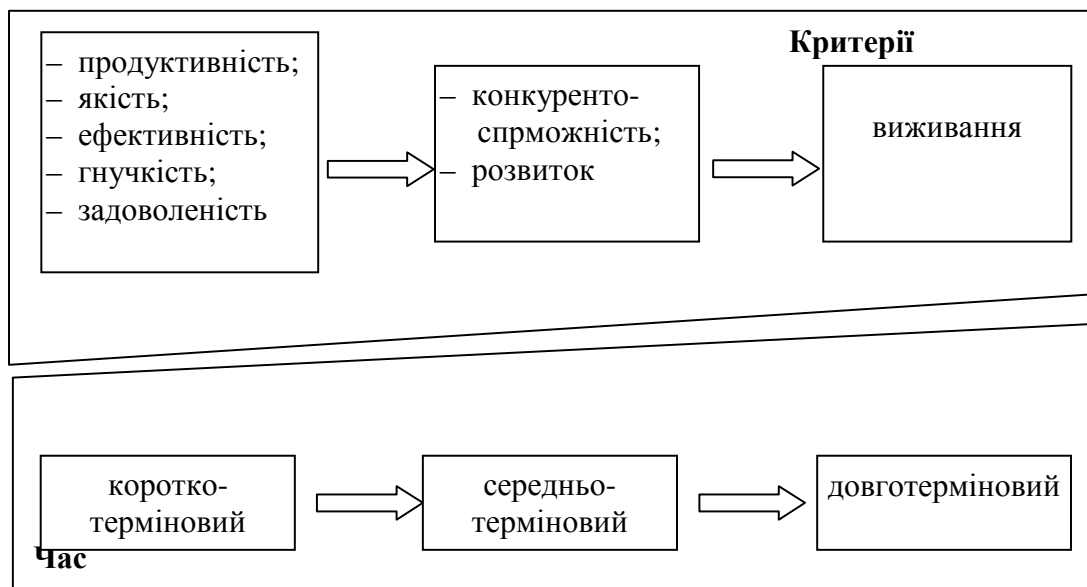 Критерії
– продуктивність;
– якість;
– ефективність;
– гнучкість;
– задоволеність
– конкуренто-
спрможність;
– розвиток
виживання
коротко-
терміновий
середньо-
терміновий
довготерміновий
Час